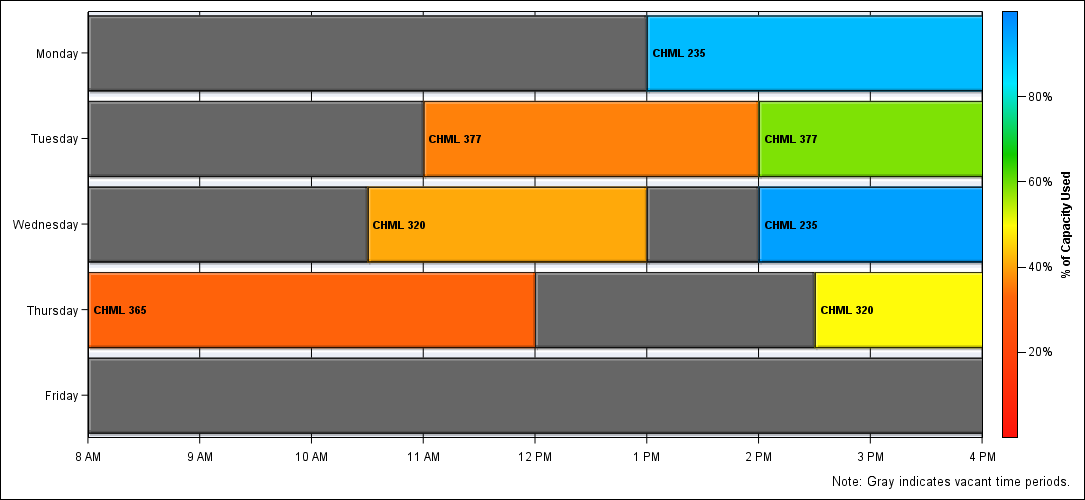 Monday
CHML 235
Tuesday
CHML 377
CHML 377
Wednesday
CHML 320
CHML 235
Thursday
CHML 365
CHML 320
Friday
8 AM 9 AM 10 AM 11 AM 12 PM 1 PM 2 PM 3 PM 4 PM
80%
60%
40%
20%
% of Capacity Used
Note: Gray indicates vacant time periods.